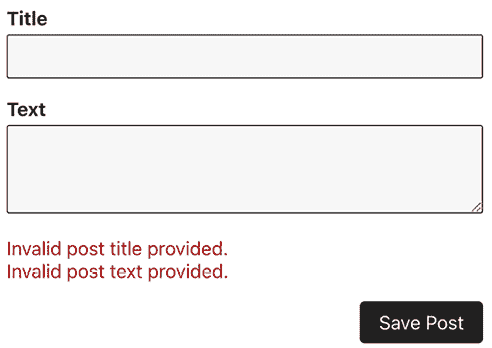 Title
Text
Invalid post title provided.
Invalid post text provided.
Save Post